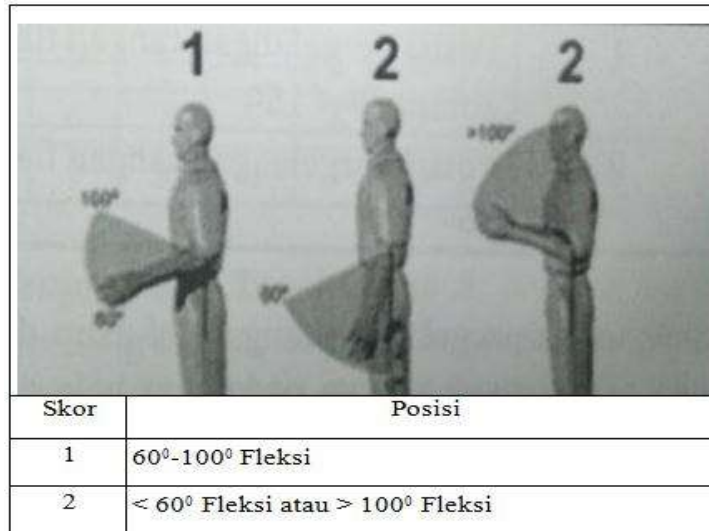 1 2 2
>100°
100°
60°
60°
Skor Posisi
1 60⁰-100⁰ Fleksi
2 < 60⁰ Fleksi atau > 100⁰ Fleksi